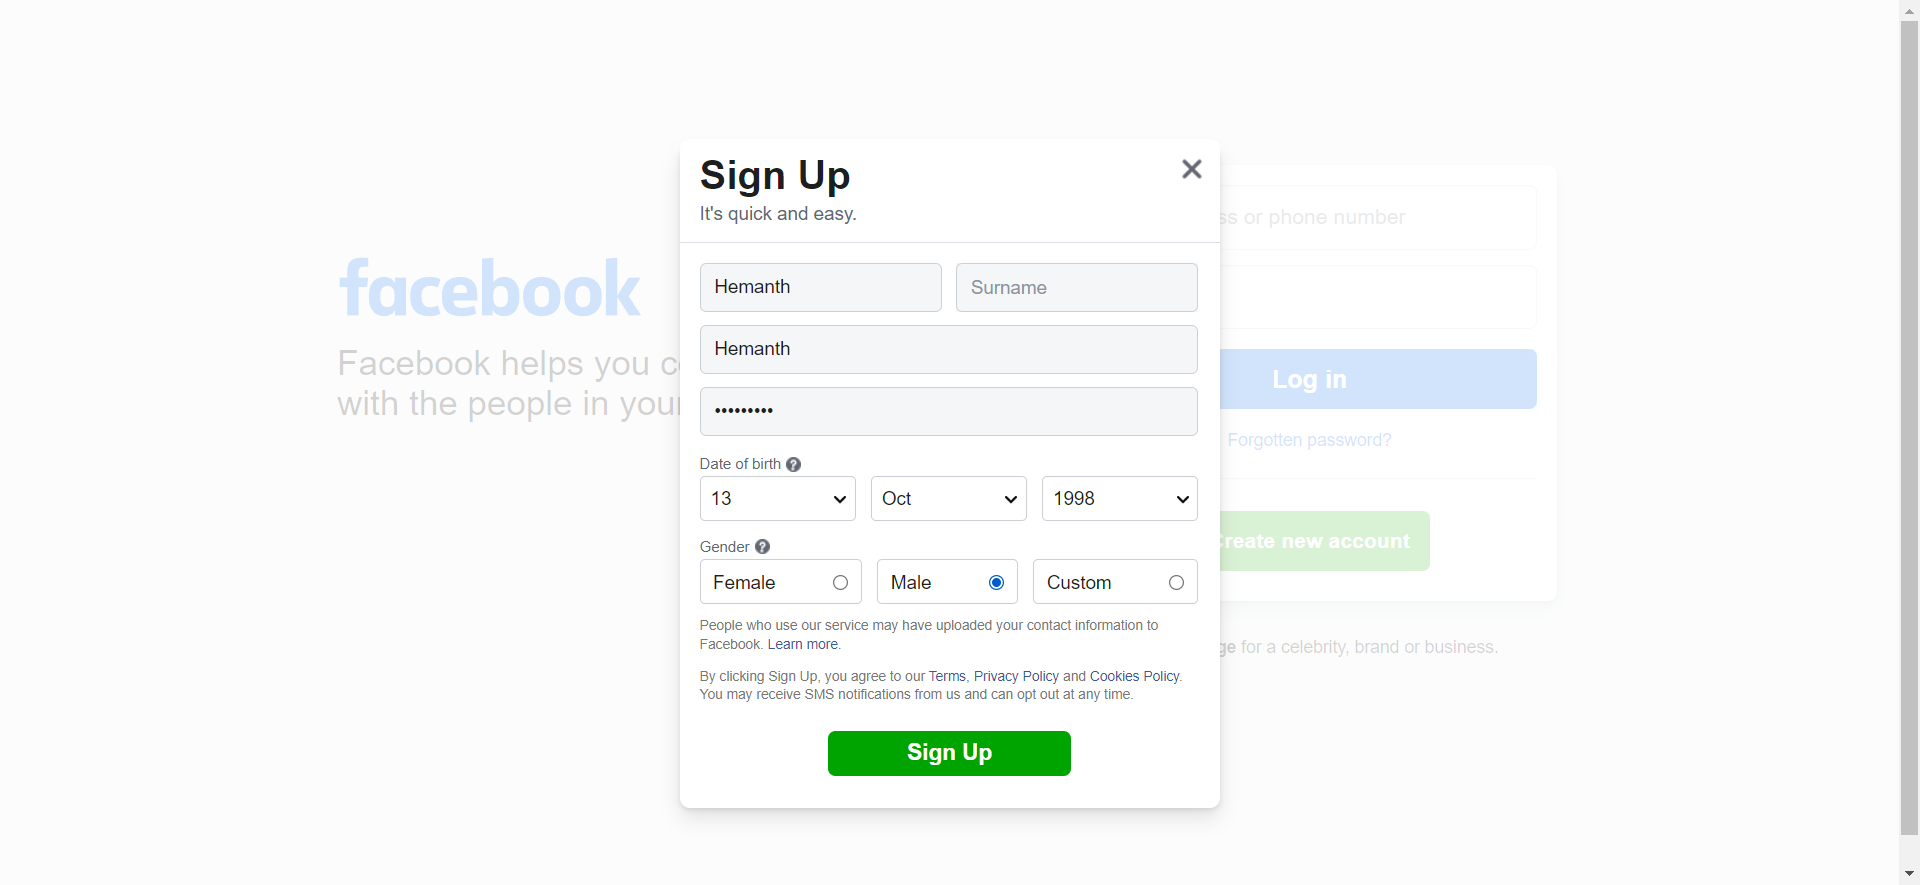 Sign Up
It's quick and easy.
Hemanth
Surname
Hemanth
•••••••••
Date of birth
13
Oct
1998
Gender
Female
Male
Custom
People who use our service may have uploaded your contact information to
Facebook. Learn more.
By clicking Sign Up, you agree to our Terms, Privacy Policy and Cookies Policy.
You may receive SMS notifications from us and can opt out at any time.
Sign Up
facebook
Facebook helps you
with the people in your
or phone number
Log in
Forgotten password?
Create new account
for a celebrity, brand or business.